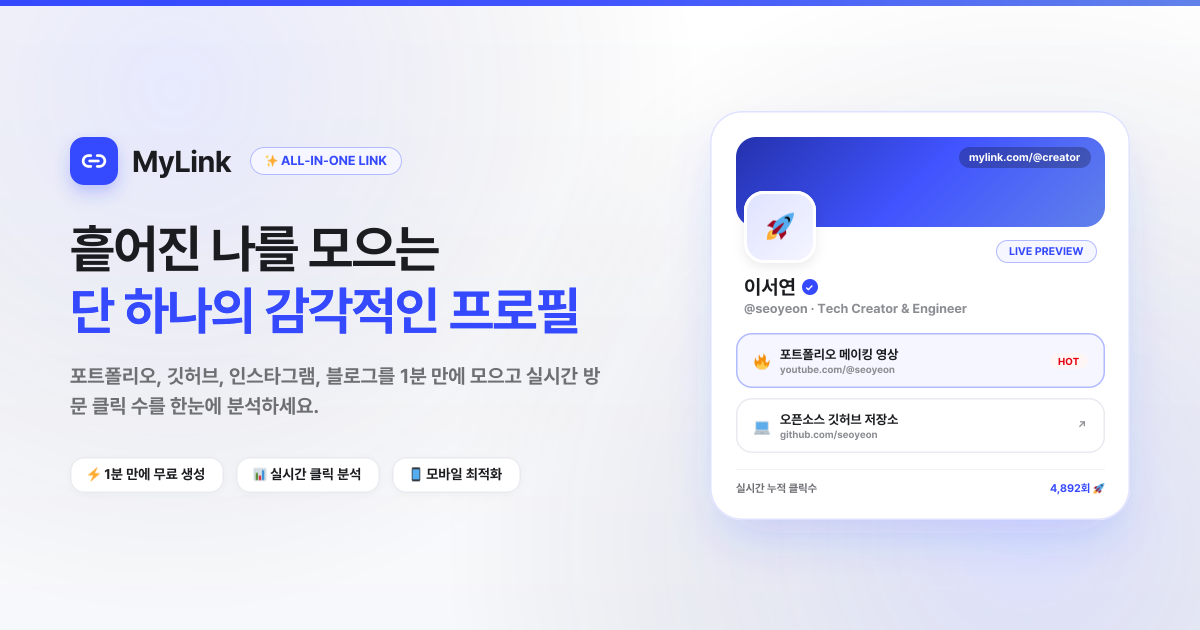 MyLink
✨ ALL-IN-ONE LINK
흩어진 나를 모으는
단 하나의 감각적인 프로필
포트폴리오, 깃허브, 인스타그램, 블로그를 1분 만에 모으고 실시간 방
문 클릭 수를 한눈에 분석하세요.
⚡ 1분 만에 무료 생성
📊 실시간 클릭 분석
📱 모바일 최적화
mylink.com/@creator
LIVE PREVIEW
이서연
@seoyeon · Tech Creator & Engineer
포트폴리오 메이킹 영상
youtube.com/@seoyeon
HOT
오픈소스 깃허브 저장소
github.com/seoyeon
↗
실시간 누적 클릭수
4,892회 🚀